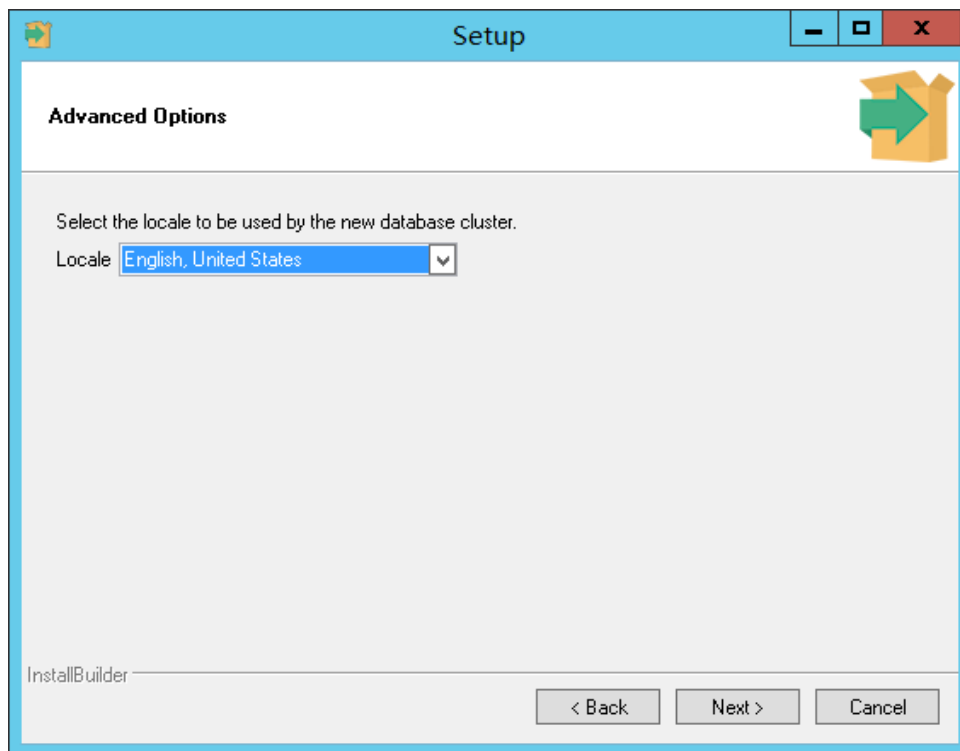 Setup
Advanced Options
Select the locale to be used by the new database cluster.
Locale English, United States
InstallBuilder
< Back Next > Cancel